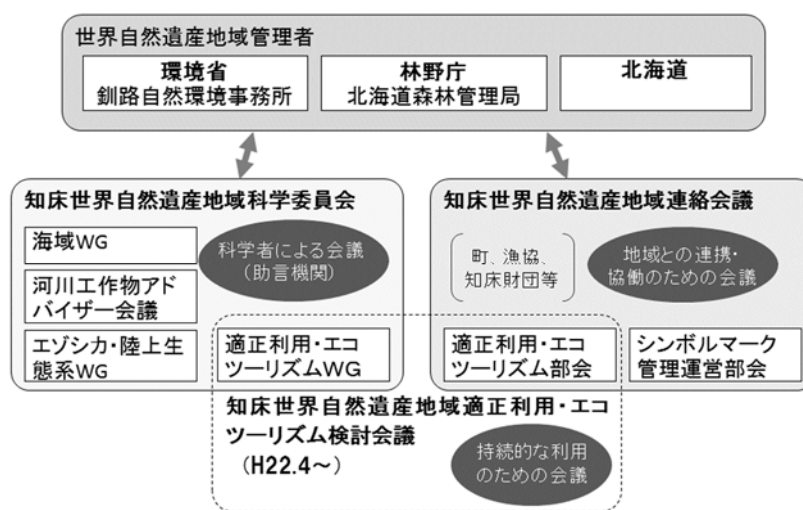 世界自然遺産地域管理者
環境省
釧路自然環境事務所
林野庁
北海道森林管理局
北海道
知床世界自然遺産地域科学委員会
海域WG
科学者による会議
(助言機関)
河川工作物アド
バイザー会議
エゾシカ・陸上生
態系WG
適正利用・エコ
ツーリズムWG
知床世界自然遺産地域連絡会議
町、漁協、
知床財団等
地域との連携・
協働のための会議
適正利用・エコ
ツーリズム部会
シンボルマーク
管理運営部会
知床世界自然遺産地域適正利用・エコ
ツーリズム検討会議
(H22.4～)
持続的な利用
のための会議